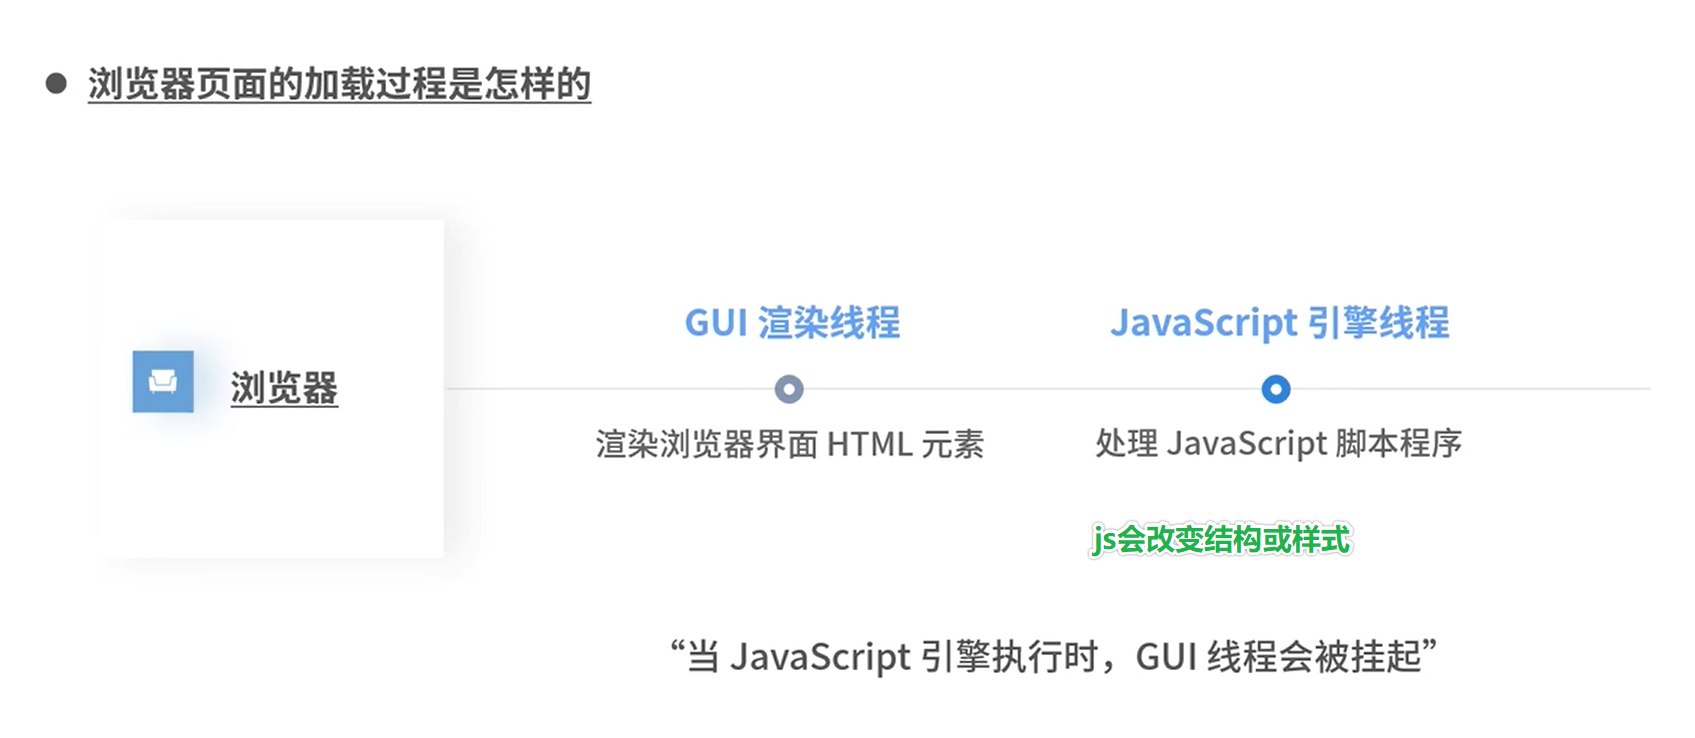 浏览器页面的加载过程是怎样的
浏览器
GUI 渲染线程
渲染浏览器界面 HTML 元素
JavaScript 引擎线程
处理 JavaScript 脚本程序
js会改变结构或样式
“当 JavaScript 引擎执行时，GUI 线程会被挂起”